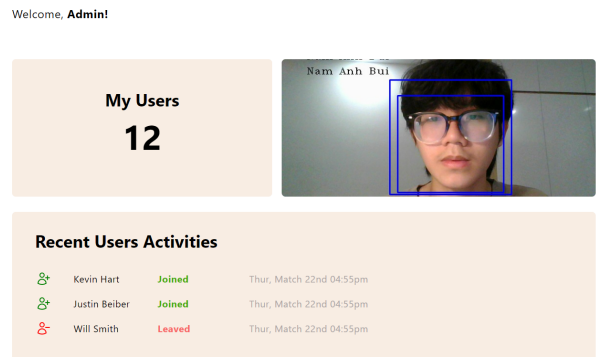 Welcome, Admin!
My Users
12
Nam Anh Bui
Recent Users Activities
Kevin Hart Joined Thur, Match 22nd 04:55pm
Justin Beiber Joined Thur, Match 22nd 04:55pm
Will Smith Leaved Thur, Match 22nd 04:55pm